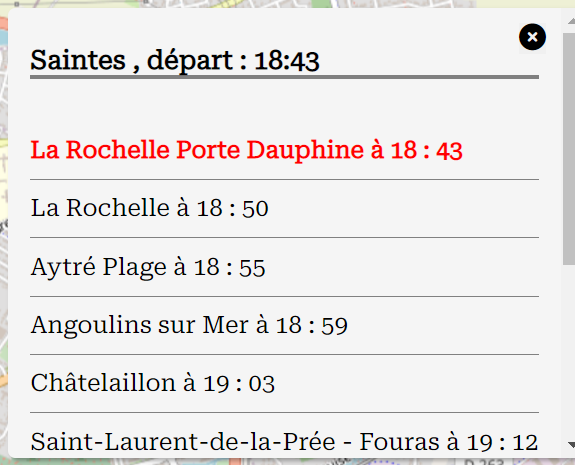 Saintes , départ : 18:43
La Rochelle Porte Dauphine à 18 : 43
La Rochelle à 18 : 50
Aytré Plage à 18 : 55
Angoulins sur Mer à 18 : 59
Châtelaillon à 19 : 03
Saint-Laurent-de-la-Prée - Fouras à 19 : 12